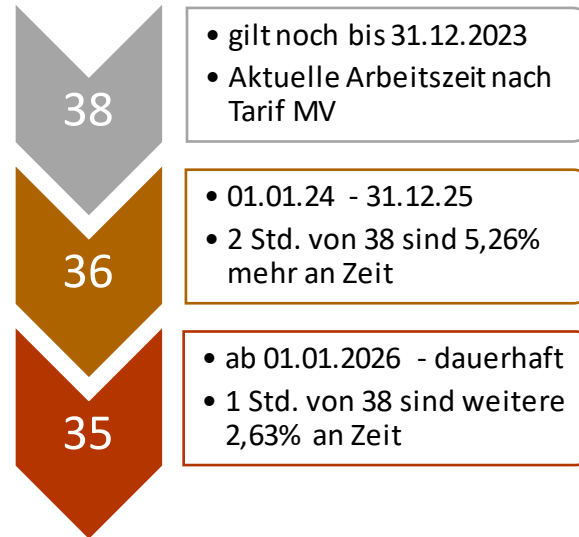 38
• gilt noch bis 31.12.2023
• Aktuelle Arbeitszeit nach
Tarif MV
36
• 01.01.24 - 31.12.25
• 2 Std. von 38 sind 5,26%
mehr an Zeit
35
• ab 01.01.2026 - dauerhaft
• 1 Std. von 38 sind weitere
2,63% an Zeit